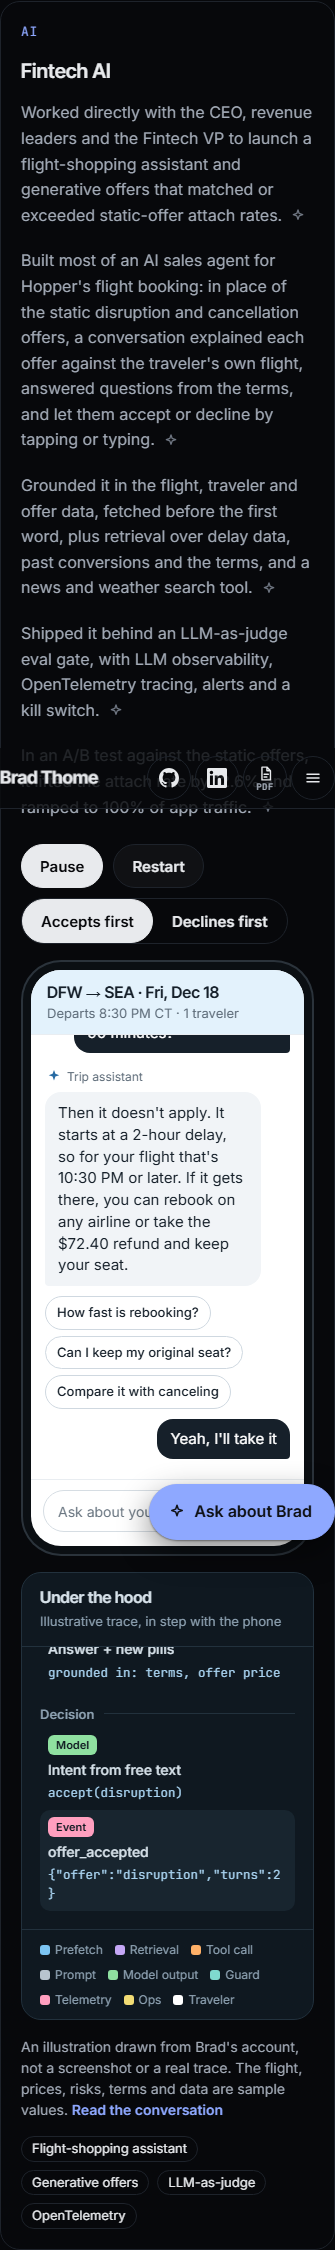 AI
Fintech AI
Worked directly with the CEO, revenue
leaders and the Fintech VP to launch a
flight-shopping assistant and
generative offers that matched or
exceeded static-offer attach rates.
Built most of an AI sales agent for
Hopper's flight booking: in place of
the static disruption and cancellation
offers, a conversation explained each
offer against the traveler's own flight,
answered questions from the terms,
and let them accept or decline by
tapping or typing.
Grounded it in the flight, traveler and
offer data, fetched before the first
word, plus retrieval over delay data,
past conversions and the terms, and a
news and weather search tool.
Shipped it behind an LLM-as-judge
eval gate, with LLM observability,
OpenTelemetry tracing, alerts and a
kill switch.
In an A/B test against the static offers,
Brad Thome
PDF
the attach
ramped to 100% of app traffic.
Pause
Restart
Accepts first
Declines first
DFW → SEA · Fri, Dec 18
Departs 8:30 PM CT · 1 traveler
minutes?
Trip assistant
Then it doesn't apply. It
starts at a 2-hour delay,
so for your flight that's
10:30 PM or later. If it gets
there, you can rebook on
any airline or take the
$72.40 refund and keep
your seat.
How fast is rebooking?
Can I keep my original seat?
Compare it with canceling
Yeah, I'll take it
Ask about you
Ask about Brad
Under the hood
Illustrative trace, in step with the phone
Answer + new pills
grounded in: terms, offer price
Decision
Model
Intent from free text
accept(disruption)
Event
offer_accepted
{"offer":"disruption","turns":2
}
Prefetch
Retrieval
Tool call
Prompt
Model output
Guard
Telemetry
Ops
Traveler
An illustration drawn from Brad's account,
not a screenshot or a real trace. The flight,
prices, risks, terms and data are sample
values. Read the conversation
Flight-shopping assistant
Generative offers
LLM-as-judge
OpenTelemetry